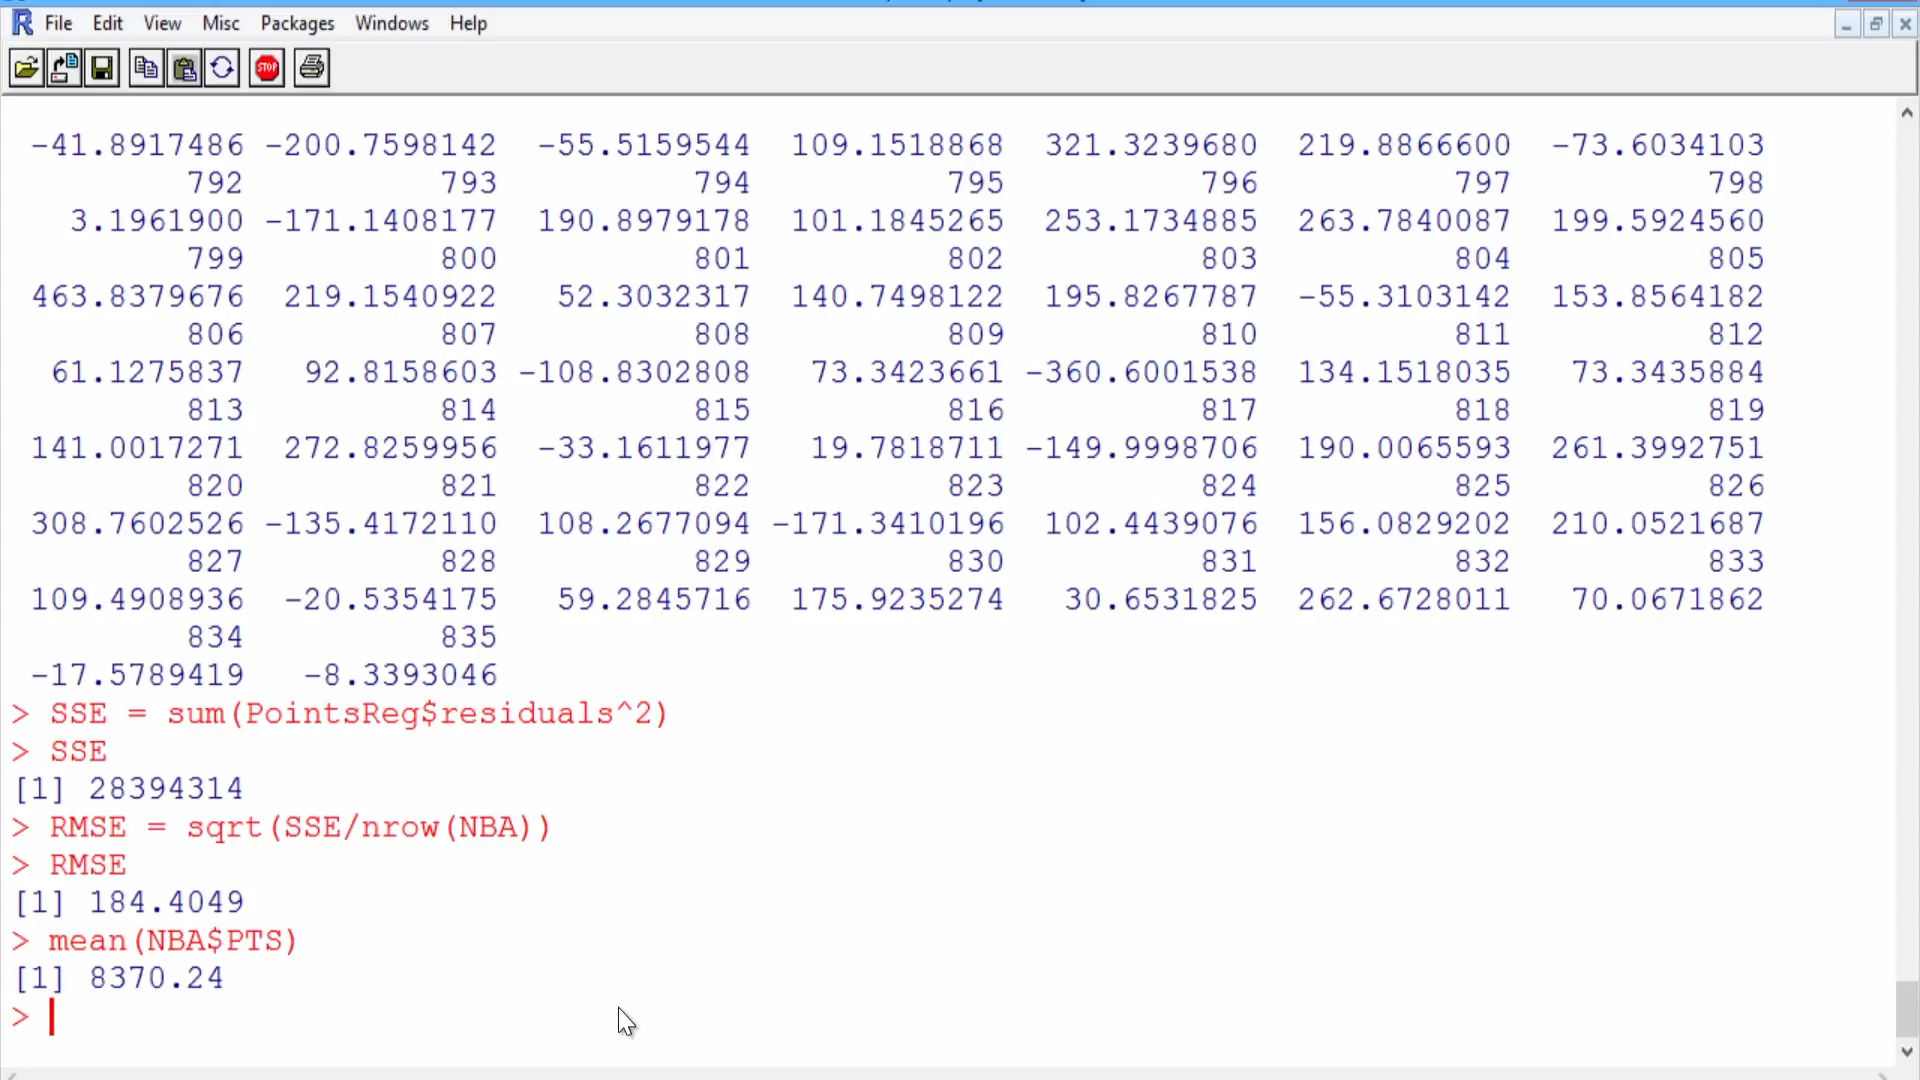 File Edit View Misc Packages Windows Help
STOP
-41.8917486 -200.7598142 -55.5159544 109.1518868 321.3239680 219.8866600 -73.6034103
792 793 794 795 796 797 798
3.1961900 -171.1408177 190.8979178 101.1845265 253.1734885 263.7840087 199.5924560
799 800 801 802 803 804 805
463.8379676 219.1540922 52.3032317 140.7498122 195.8267787 -55.3103142 153.8564182
806 807 808 809 810 811 812
61.1275837 92.8158603 -108.8302808 73.3423661 -360.6001538 134.1518035 73.3435884
813 814 815 816 817 818 819
141.0017271 272.8259956 -33.1611977 19.7818711 -149.9998706 190.0065593 261.3992751
820 821 822 823 824 825 826
308.7602526 -135.4172110 108.2677094 -171.3410196 102.4439076 156.0829202 210.0521687
827 828 829 830 831 832 833
109.4908936 -20.5354175 59.2845716 175.9235274 30.6531825 262.6728011 70.0671862
834 835
-17.5789419 -8.3393046
> SSE = sum(PointsReg$residuals^2)
> SSE
[1] 28394314
> RMSE = sqrt(SSE/nrow(NBA))
> RMSE
[1] 184.4049
> mean(NBA$PTS)
[1] 8370.24
>